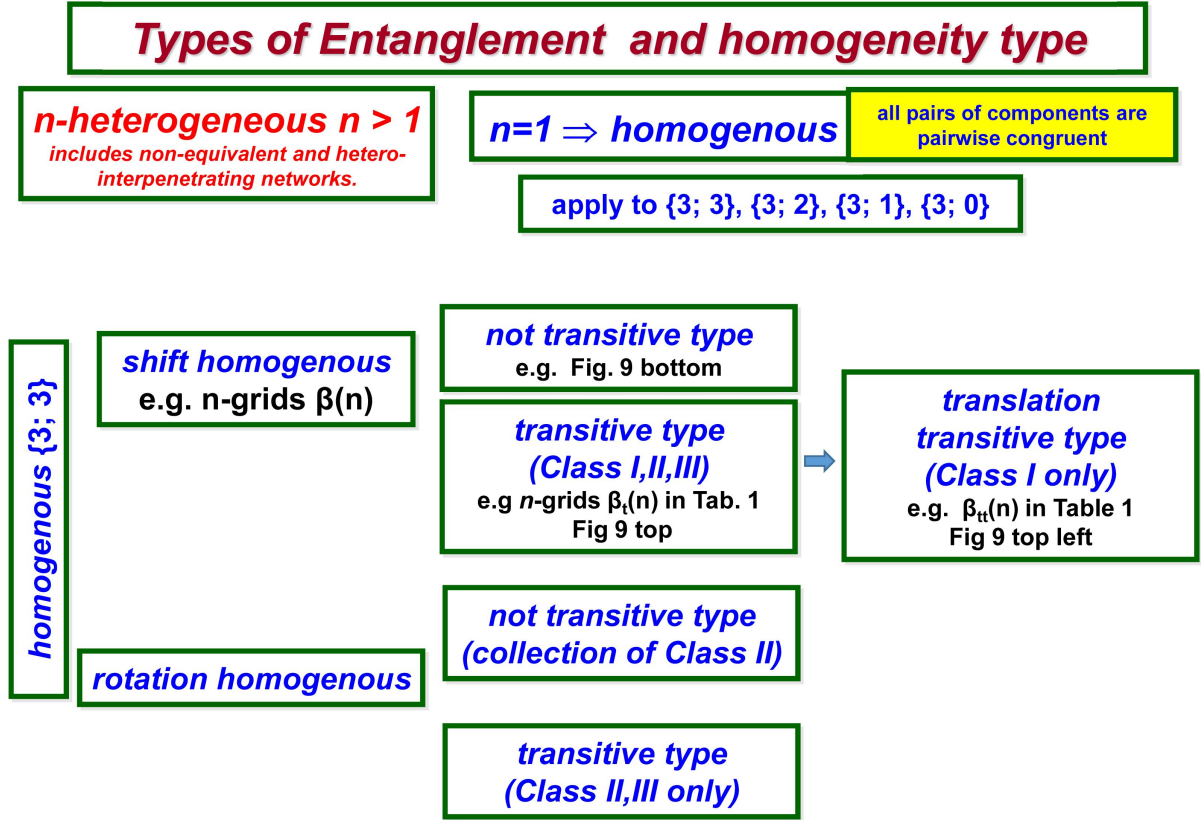 Types of Entanglement and homogeneity type
n-heterogeneous n > 1
includes non-equivalent and hetero-
interpenetrating networks.
n=1 ⇒ homogenous
all pairs of components are
pairwise congruent
apply to {3; 3}, {3; 2}, {3; 1}, {3; 0}
homogenous {3; 3}
shift homogenous
e.g. n-grids β(n)
not transitive type
e.g. Fig. 9 bottom
transitive type
(Class I,II,III)
e.g n-grids βt(n) in Tab. 1
Fig 9 top
translation
transitive type
(Class I only)
e.g. βtt(n) in Table 1
Fig 9 top left
rotation homogenous
not transitive type
(collection of Class II)
transitive type
(Class II,III only)